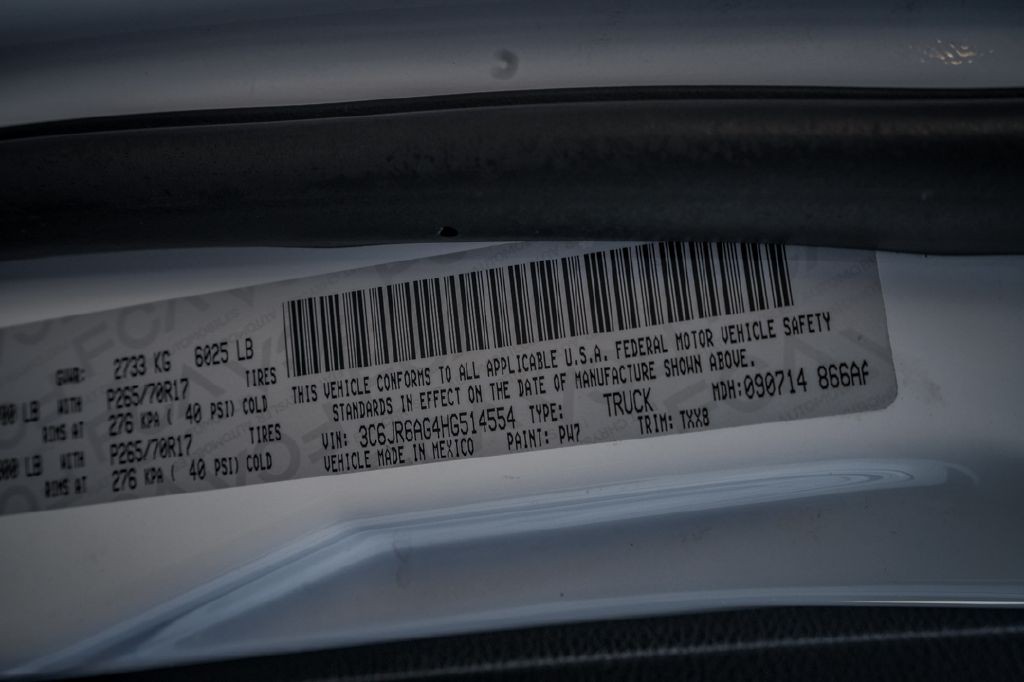 GVWR: 2733 KG 6025 LB
00 LB WITH P265/70R17 TIRES
RIMS AT 276 KPA ( 40 PSI) COLD
00 LB WITH P265/70R17 TIRES
RIMS AT 276 KPA ( 40 PSI) COLD
THIS VEHICLE CONFORMS TO ALL APPLICABLE U.S.A. FEDERAL MOTOR VEHICLE SAFETY
STANDARDS IN EFFECT ON THE DATE OF MANUFACTURE SHOWN ABOVE.
VIN: 3C6JR6AG4HG514554 TYPE: TRUCK MDH: 090714 866AF
VEHICLE MADE IN MEXICO PAINT: PW7 TRIM: TXX8